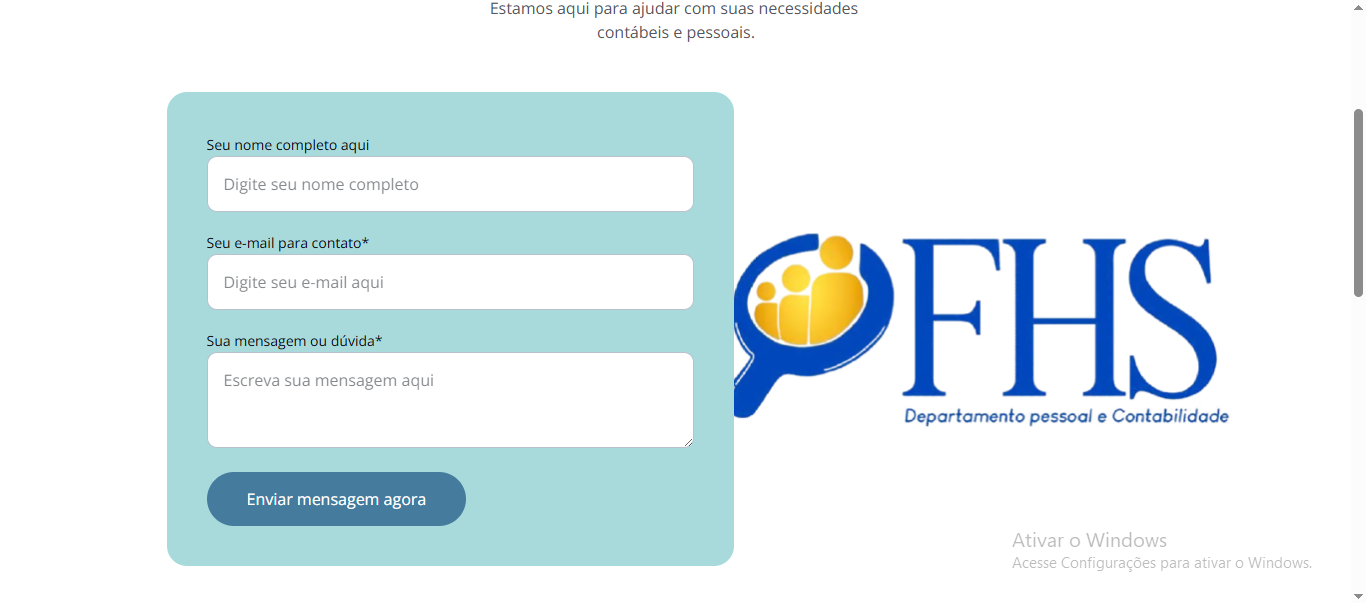 Estamos aqui para ajudar com suas necessidades
contábeis e pessoais.
Seu nome completo aqui
Digite seu nome completo
Seu e-mail para contato*
Digite seu e-mail aqui
Sua mensagem ou dúvida*
Escreva sua mensagem aqui
Enviar mensagem agora
FHS
Departamento pessoal e Contabilidade
Ativar o Windows
Acesse Configurações para ativar o Windows.